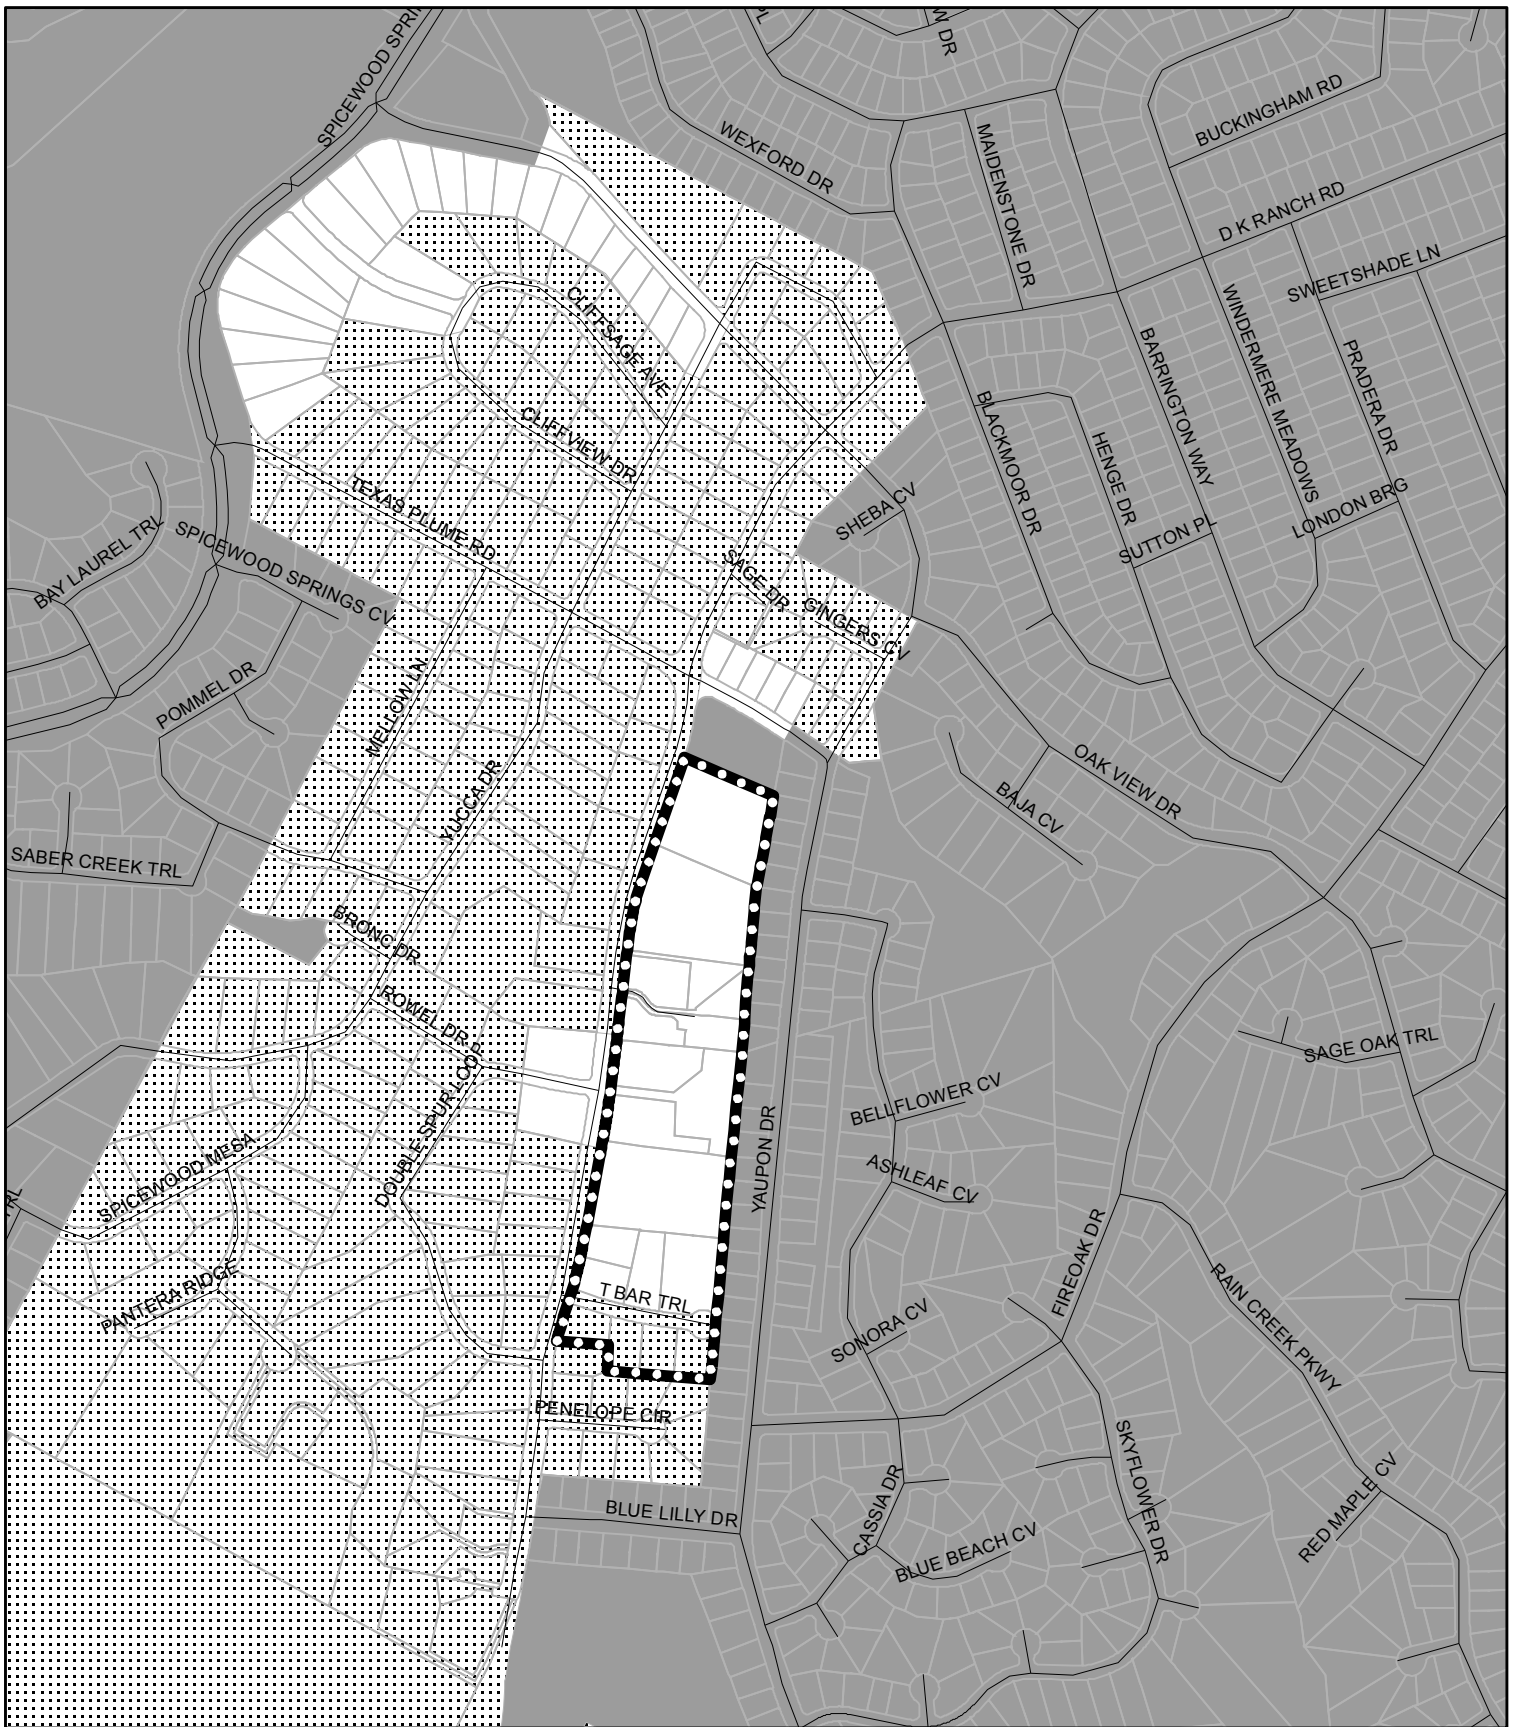 SPICEWOOD SPRIN
PL
W DR
BUCKINGHAM RD
WEXFORD DR
MAIDENSTONE DR
D K RANCH RD
SWEETSHADE LN
CLIFFSAGE AVE
WINDERMERE MEADOWS
BARRINGTON WAY
PRADERA DR
BLACKMOOR DR
CLIFFVIEW DR
HENGE DR
TEXAS PLUME RD
SHEBA CV
LONDON BRG
SUTTON PL
BAY LAUREL TRL
SPICEWOOD SPRINGS CV
SAGE DR
GINGERS CV
MELLOW LN
POMMEL DR
YUCCA DR
OAK VIEW DR
BAJA CV
SABER CREEK TRL
BRONC DR
ROWEL DR
SAGE OAK TRL
DOUBLE SPUR LOOP
BELLFLOWER CV
YAUPON DR
SPICEWOOD MESA
ASHLEAF CV
TRL
FIREOAK DR
PANTERA RIDGE
T BAR TRL
RAIN CREEK PKWY
SONORA CV
PENELOPE CIR
SKYFLOWER DR
CASSIA DR
RED MAPLE CV
BLUE LILLY DR
BLUE BEACH CV